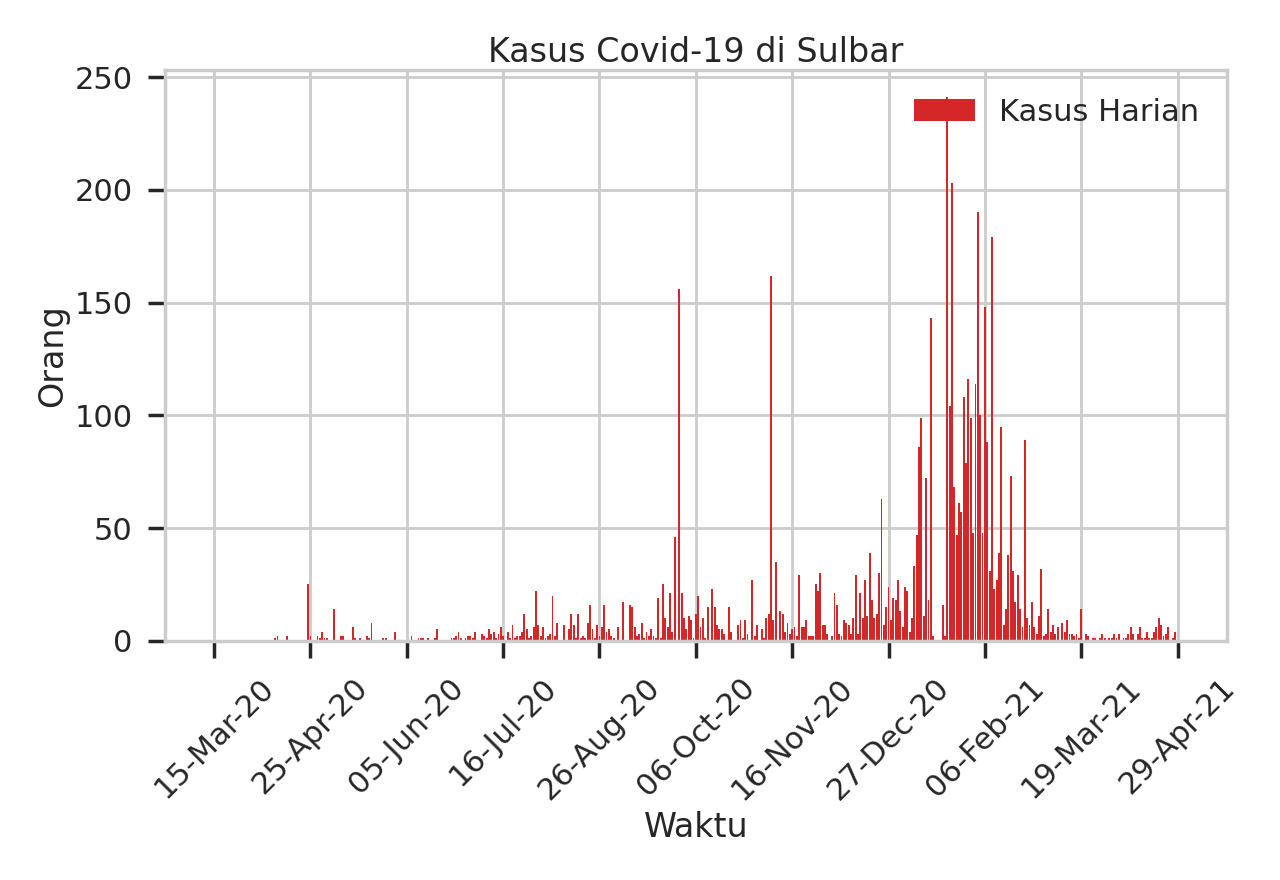 Kasus Covid-19 di Sulbar
250
200
150
100
50
0
Orang
Kasus Harian
15-Mar-20
25-Apr-20
05-Jun-20
16-Jul-20
26-Aug-20
06-Oct-20
16-Nov-20
27-Dec-20
06-Feb-21
19-Mar-21
29-Apr-21
Waktu